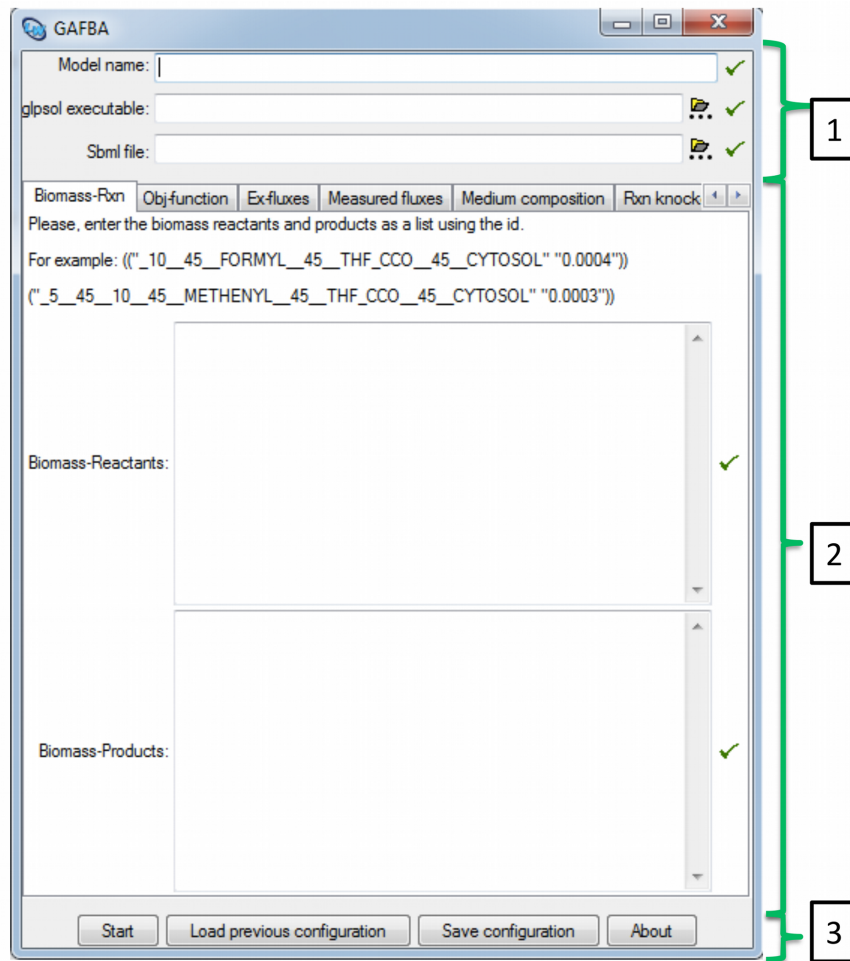 GAFBA
Model name:
glpsol executable:
1
Sbml file:
Biomass-Rxn Obj-function Ex-fluxes Measured fluxes Medium composition Rxn knock
Please, enter the biomass reactants and products as a list using the id.
For example: (("_10__45__FORMYL__45__THF_CCO__45__CYTOSOL" "0.0004"))
("_5__45__10__45__METHENYL__45__THF_CCO__45__CYTOSOL" "0.0003"))
Biomass-Reactants:
2
Biomass-Products:
Start Load previous configuration Save configuration About
3